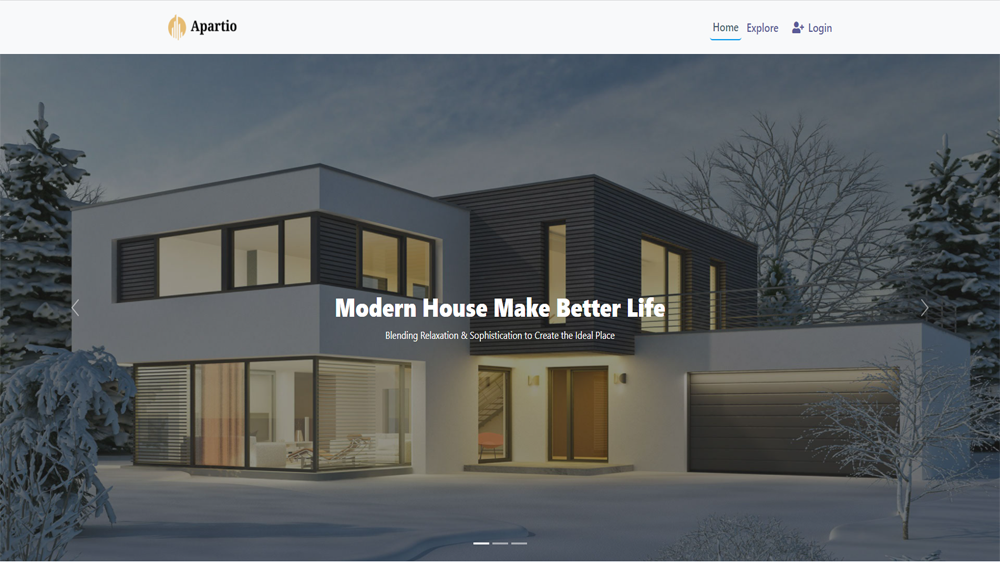 Apartio
Home Explore Login
Modern House Make Better Life
Blending Relaxation & Sophistication to Create the Ideal Place